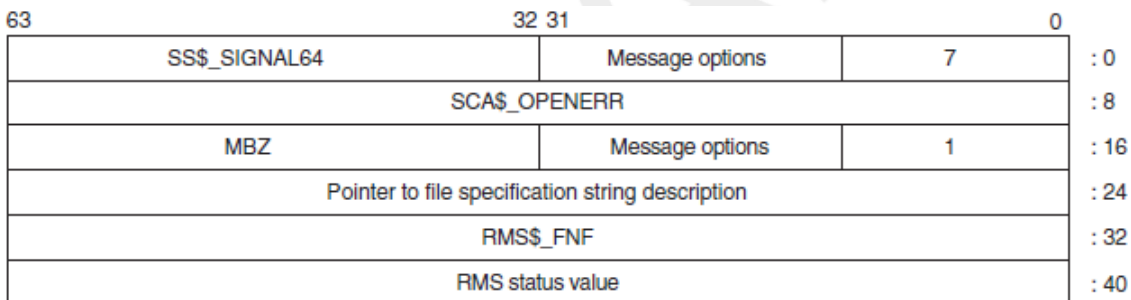 63 32 31 0
SS$_SIGNAL64 Message options 7 : 0
SCA$_OPENERR : 8
MBZ Message options 1 : 16
Pointer to file specification string description : 24
RMS$_FNF : 32
RMS status value : 40